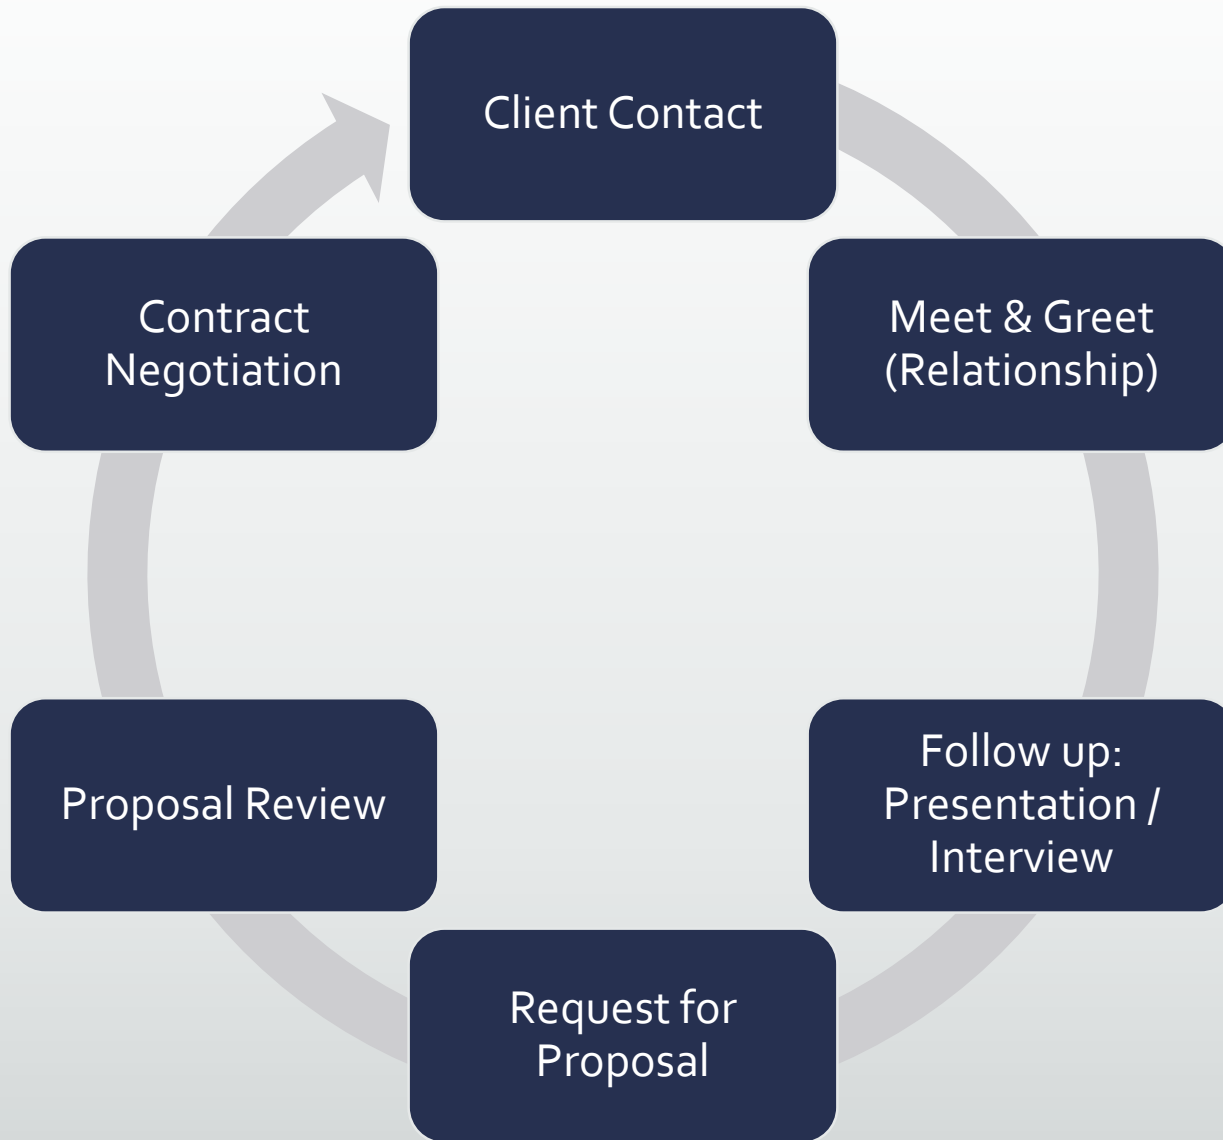 Client Contact
Meet & Greet
(Relationship)
Follow up:
Presentation /
Interview
Request for
Proposal
Proposal Review
Contract
Negotiation